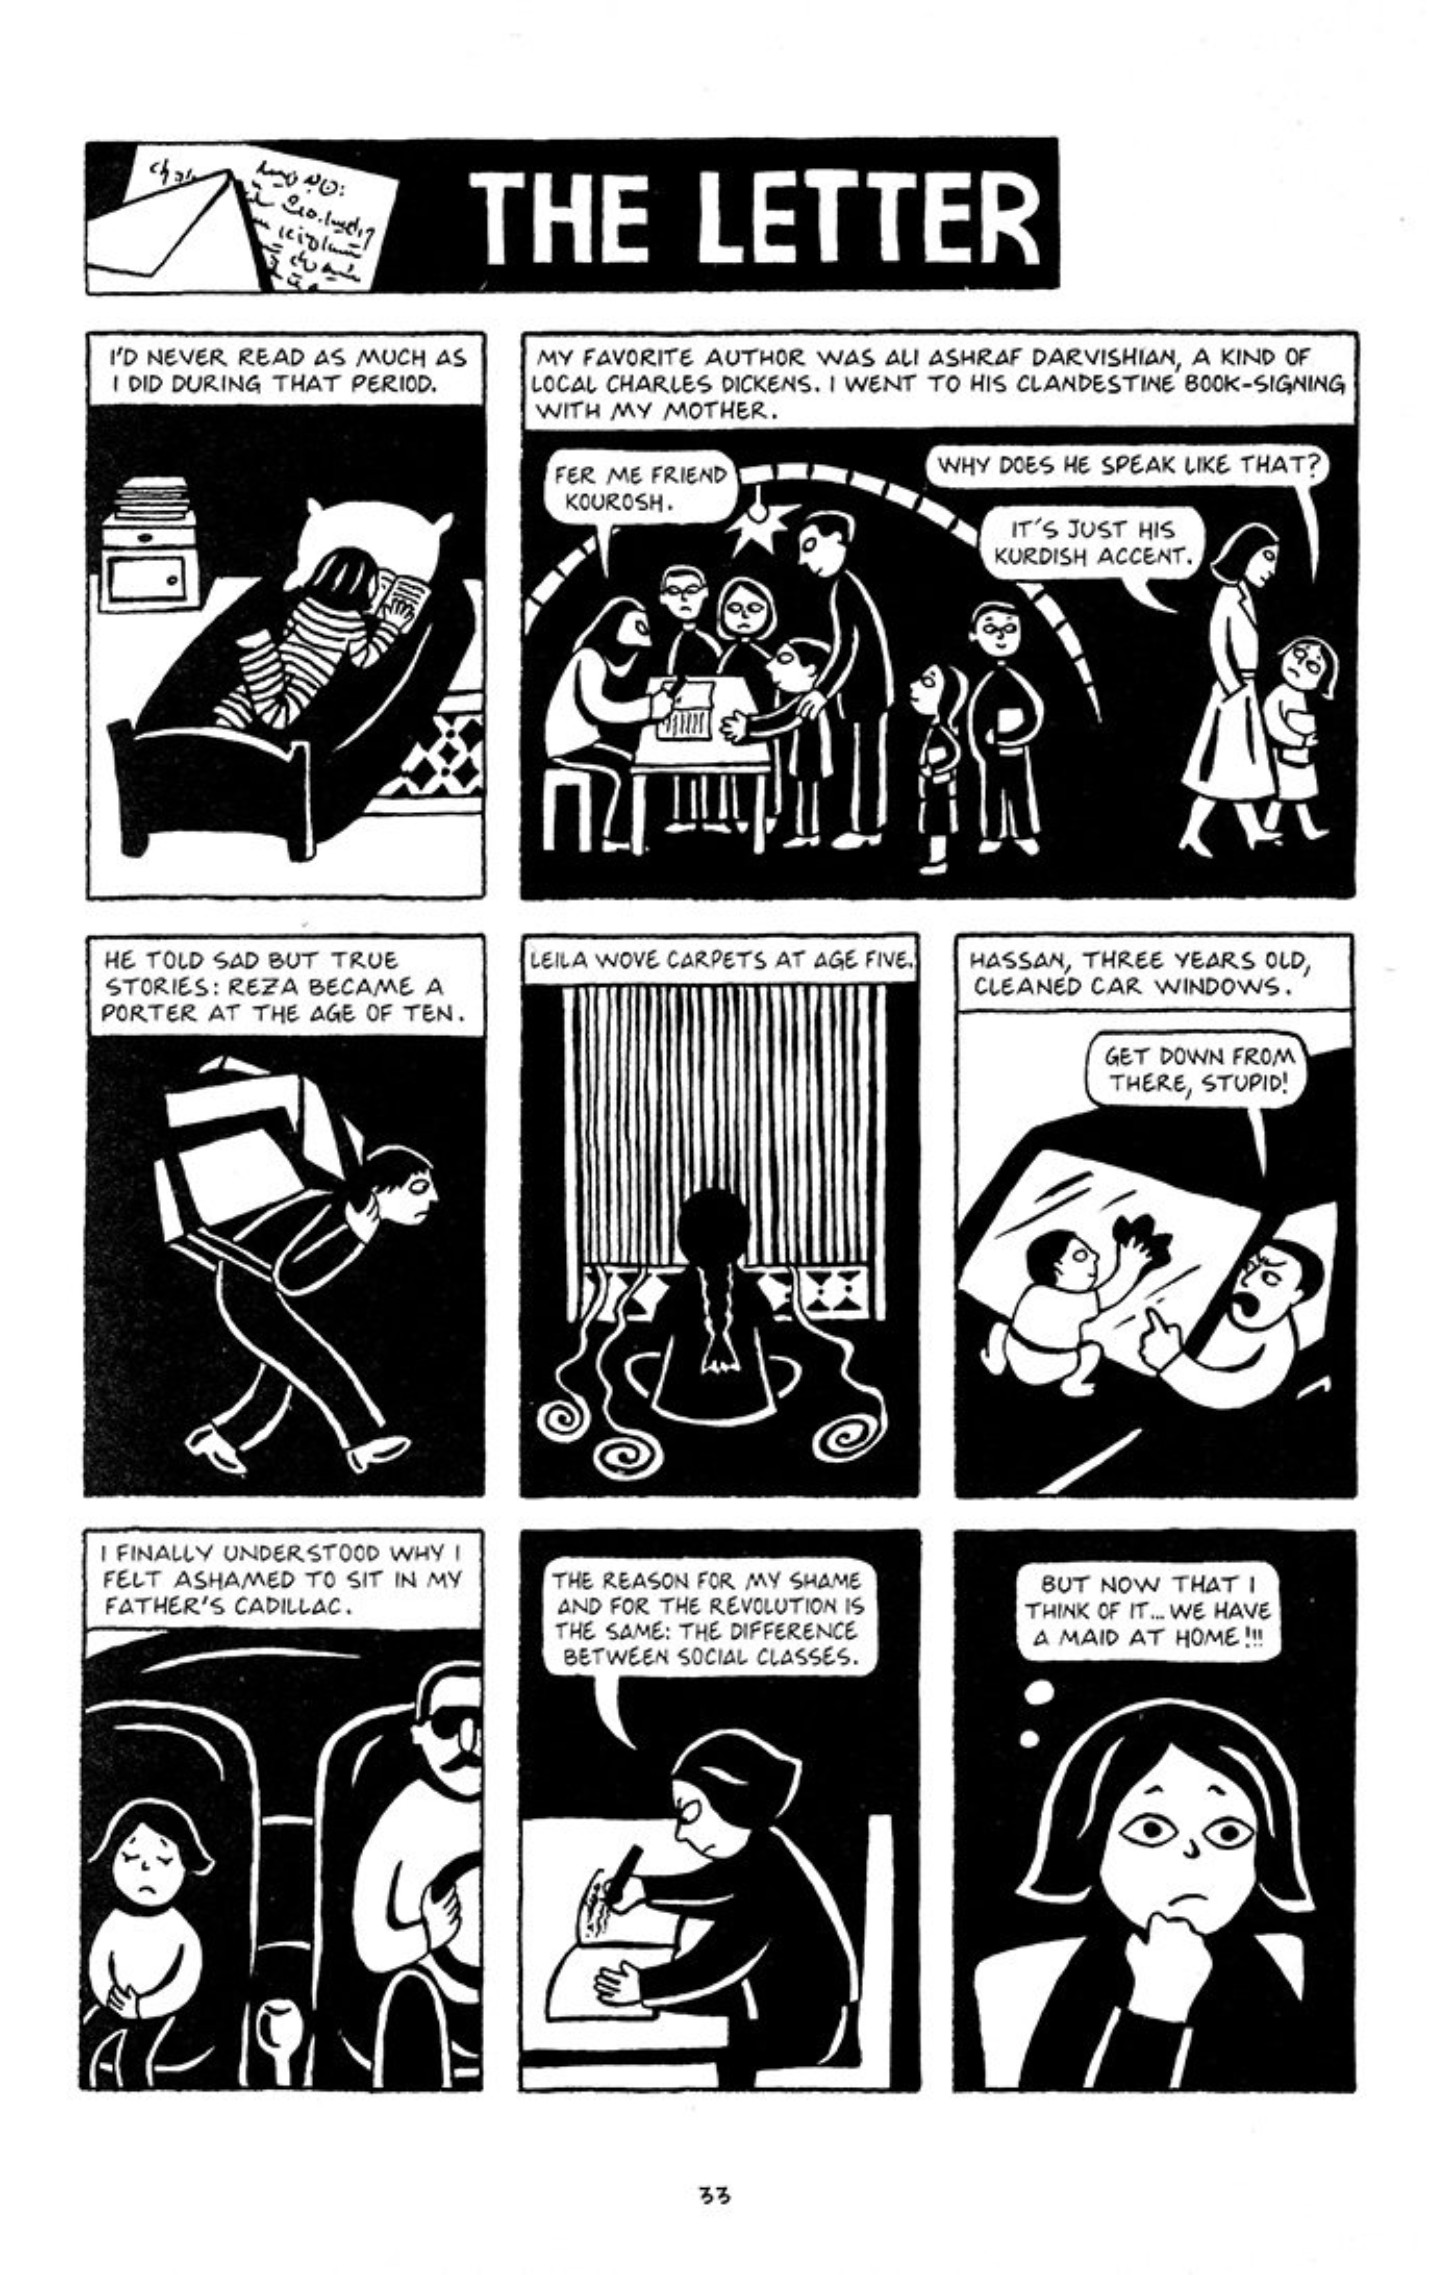 THE LETTER
I'D NEVER READ AS MUCH AS
I DID DURING THAT PERIOD.
MY FAVORITE AUTHOR WAS ALI ASHRAF DARVISHIAN, A KIND OF
LOCAL CHARLES DICKENS. I WENT TO HIS CLANDESTINE BOOK-SIGNING
WITH MY MOTHER.
FER ME FRIEND
KOUROSH.
WHY DOES HE SPEAK LIKE THAT?
IT'S JUST HIS
KURDISH ACCENT.
HE TOLD SAD BUT TRUE
STORIES: REZA BECAME A
PORTER AT THE AGE OF TEN.
LEILA WOVE CARPETS AT AGE FIVE.
HASSAN, THREE YEARS OLD,
CLEANED CAR WINDOWS.
GET DOWN FROM
THERE, STUPID!
I FINALLY UNDERSTOOD WHY I
FELT ASHAMED TO SIT IN MY
FATHER'S CADILLAC.
THE REASON FOR MY SHAME
AND FOR THE REVOLUTION IS
THE SAME: THE DIFFERENCE
BETWEEN SOCIAL CLASSES.
BUT NOW THAT I
THINK OF IT... WE HAVE
A MAID AT HOME!!!
33